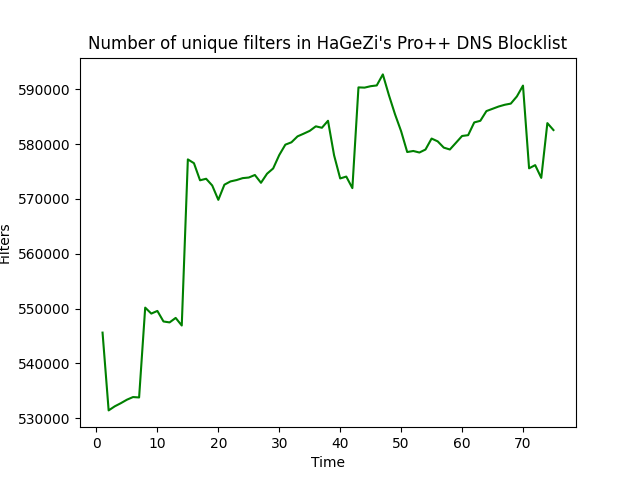 Number of unique filters in HaGeZi's Pro++ DNS Blocklist
590000
580000
570000
560000
550000
540000
530000
Filters
0 10 20 30 40 50 60 70
Time